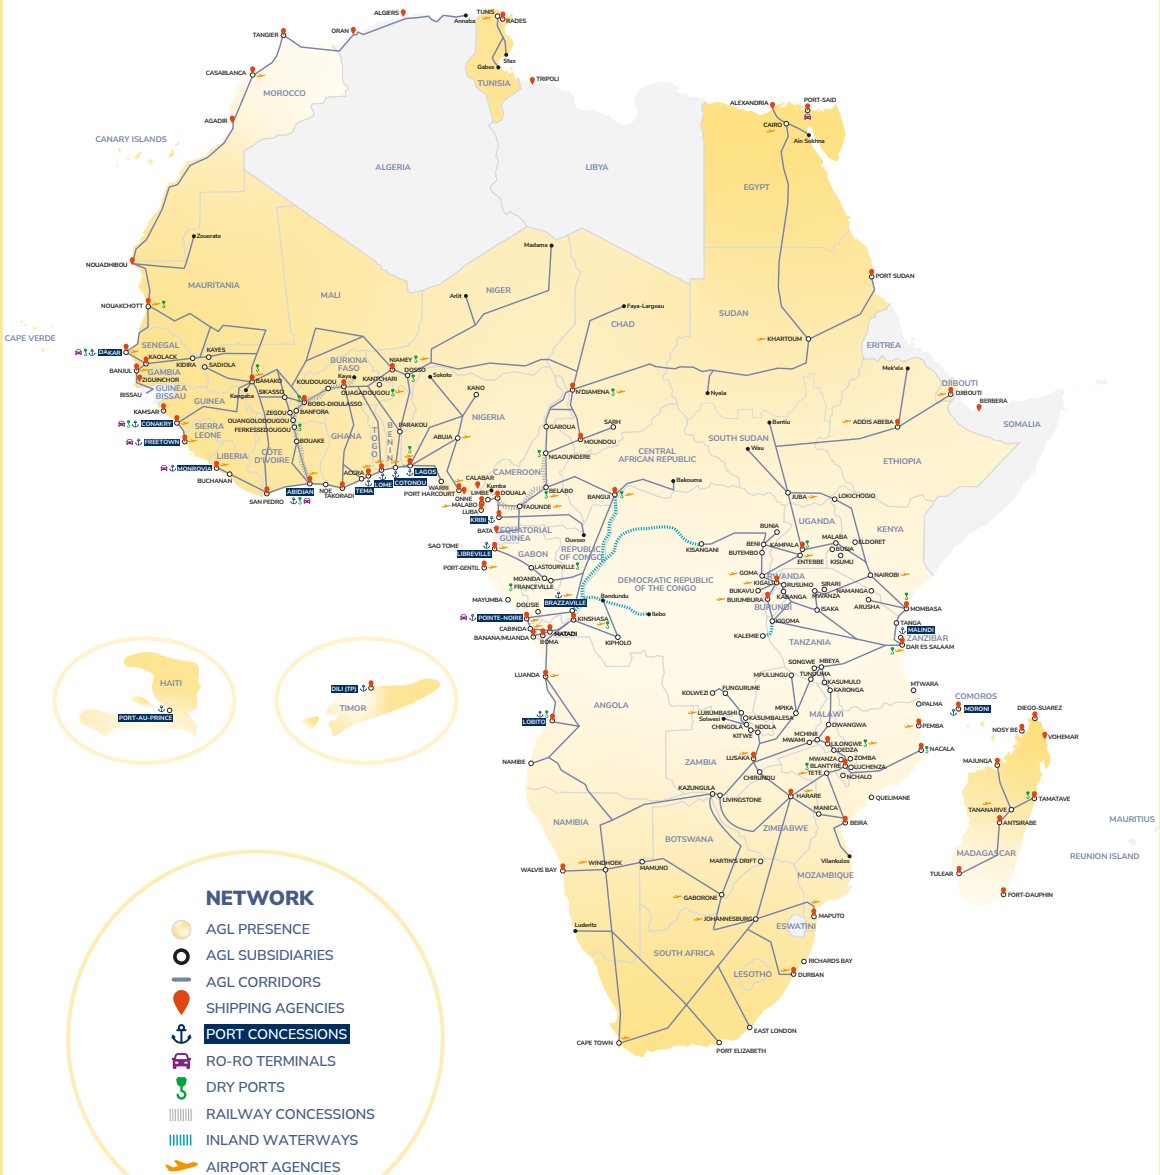 ALGIERS
Annaba
TUNIS
RADES
TANGIER
ORAN
Sfax
Gabes
CASABLANCA
TUNISIA
TRIPOLI
MOROCCO
ALEXANDRIA
PORT-SAID
AGADIR
CAIRO
CANARY ISLANDS
Ain Sokhna
ALGERIA
LIBYA
EGYPT
Zouerate
Madama
NOUADHIBOU
PORT SUDAN
MAURITANIA
MALI
NIGER
Arlit
NOUAKCHOTT
Faya-Largeau
SUDAN
CHAD
CAPE VERDE
KHARTOUM
ERITREA
SENEGAL
DAKAR
KAYES
KAOLACK
KIDIRA
SADIOLA
BURKINA
FASO
NIAMEY
DOSSO
Mek'ele
BANJUL
GAMBIA
ZIGUINCHOR
BAMAKO
KOUDOUGOU
Kaya
KANTCHARI
Sokoto
DJIBOUTI
GUINEA
BISSAU
BISSAU
Kangaba
SIKASSO
OUAGADOUGOU
KANO
N'DJAMENA
Nyala
DJIBOUTI
BERBERA
GUINEA
BOBO-DIOULASSO
KAMSAR
ZEGOU
BANFORA
OUANGOLODOUGOU
FERKESSEDOUGOU
CONAKRY
SIERRA
LEONE
PARAKOU
NIGERIA
GAROUA
SARH
Bentiu
ADDIS ABEBA
SOMALIA
FREETOWN
GHANA
TOGO
BENIN
BOUAKE
ABUJA
MOUNDOU
SOUTH SUDAN
Wau
LIBERIA
CÔTE
D'IVOIRE
NGAOUNDERE
CENTRAL
AFRICAN REPUBLIC
ETHIOPIA
MONROVIA
BUCHANAN
ACCRA
LAGOS
CAMEROON
Bakouma
ABIDJAN
NOE
TAKORADI
TEMA
LOME
COTONOU
WARRI
PORT HARCOURT
CALABAR
Kumba
BELABO
BANGUI
JUBA
LOKICHOGIO
SAN PEDRO
ONNE
LIMBE
DOUALA
MALABO
LUBA
YAOUNDE
KRIBI
BATA
EQUATORIAL
GUINEA
Ouesso
BUNIA
UGANDA
KENYA
SAO TOME
LIBREVILLE
GABON
REPUBLIC
OF CONGO
KISANGANI
BENI
BUTEMBO
KAMPALA
MALABA
ELDORET
BUSIA
ENTEBBE
KISUMU
PORT-GENTIL
LASTOURVILLE
MOANDA
FRANCEVILLE
DEMOCRATIC REPUBLIC
OF THE CONGO
GOMA
RWANDA
KIGALI
RUSUMO
SIRARI
NAIROBI
BUKAVU
KABANGA
MWANZA
NAMANGA
MAYUMBA
BRAZZAVILLE
Bandundu
BUJUMBURA
BURUNDI
ISAKA
ARUSHA
MOMBASA
DOLISIE
Ilebo
POINTE-NOIRE
KINSHASA
KIGOMA
TANGA
MALINDI
CABINDA
MATADI
BANANA/MUANDA
BOMA
KIPHOLO
KALEMIE
TANZANIA
ZANZIBAR
DAR ES SALAAM
LUANDA
SONGWE
MBEYA
MPULUNGU
TUNDUMA
KASUMULO
KARONGA
MTWARA
HAITI
DILI (TP)
FUNGURUME
KOLWEZI
COMOROS
MORONI
PORT-AU-PRINCE
TIMOR
LOBITO
ANGOLA
LUBUMBASHI
Solwesi
KASUMBALESA
CHINGOLA
NDOLA
KITWE
MPIKA
MALAWI
DWANGWA
PALMA
PEMBA
DIEGO-SUAREZ
NOSY BE
VOHEMAR
MCHINJI
MWAMI
LILONGWE
DEDZA
NACALA
NAMIBE
ZAMBIA
LUSAKA
CHIRUNDU
MWANZA
ZOMBA
BLANTYRE
LUCHENZA
TETE
NCHALO
MAJUNGA
KAZUNGULA
LIVINGSTONE
HARARE
QUELIMANE
TAMATAVE
MANICA
TANANARIVE
NAMIBIA
BOTSWANA
ZIMBABWE
BEIRA
ANTSIRABE
MAURITIUS
WALVIS BAY
WINDHOEK
MAMUNO
MARTIN'S DRIFT
Vilankulos
MADAGASCAR
REUNION ISLAND
MOZAMBIQUE
TULEAR
GABORONE
FORT-DAUPHIN
NETWORK
JOHANNESBURG
MAPUTO
Luderitz
ESWATINI
AGL PRESENCE
SOUTH AFRICA
AGL SUBSIDIARIES
RICHARDS BAY
LESOTHO
DURBAN
AGL CORRIDORS
SHIPPING AGENCIES
EAST LONDON
PORT CONCESSIONS
CAPE TOWN
PORT ELIZABETH
RO-RO TERMINALS
DRY PORTS
RAILWAY CONCESSIONS
INLAND WATERWAYS
AIRPORT AGENCIES